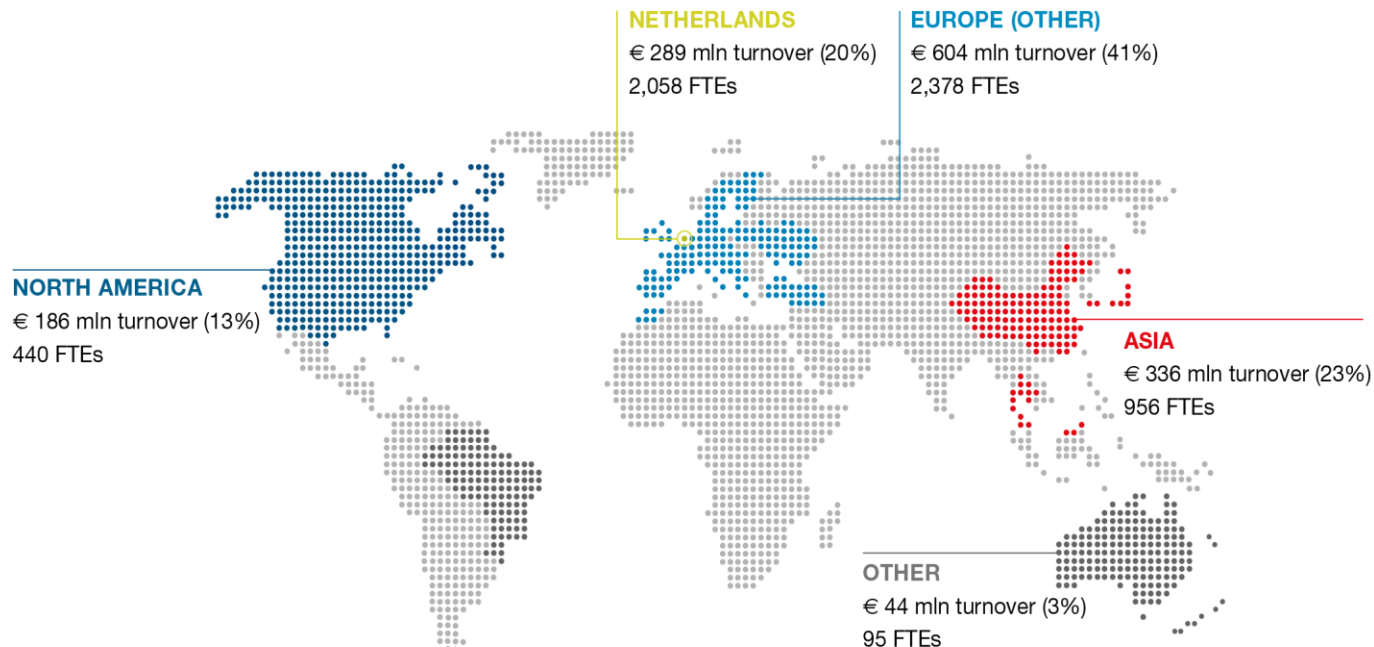 NETHERLANDS
€ 289 mln turnover (20%)
2,058 FTEs
EUROPE (OTHER)
€ 604 mln turnover (41%)
2,378 FTEs
NORTH AMERICA
€ 186 mln turnover (13%)
440 FTEs
ASIA
€ 336 mln turnover (23%)
956 FTEs
OTHER
€ 44 mln turnover (3%)
95 FTEs